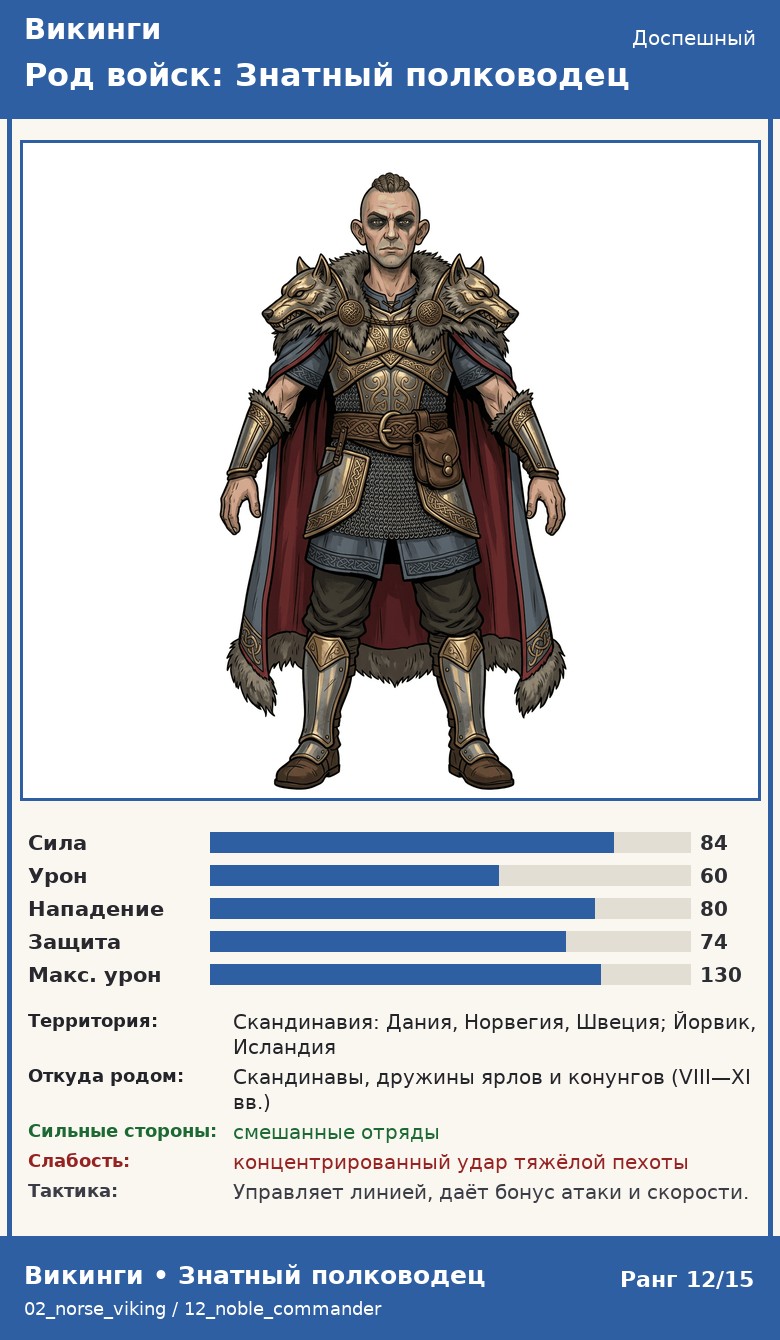 Викинги
Доспешный
Род войск: Знатный полководец
Сила 84
Урон 60
Нападение 80
Защита 74
Макс. урон 130
Территория: Скандинавия: Дания, Норвегия, Швеция; Йорвик,
Исландия
Откуда родом: Скандинавы, дружины ярлов и конунгов (VIII—XI
вв.)
Сильные стороны: смешанные отряды
Слабость: концентрированный удар тяжёлой пехоты
Тактика: Управляет линией, даёт бонус атаки и скорости.
Викинги • Знатный полководец
Ранг 12/15
02_norse_viking / 12_noble_commander